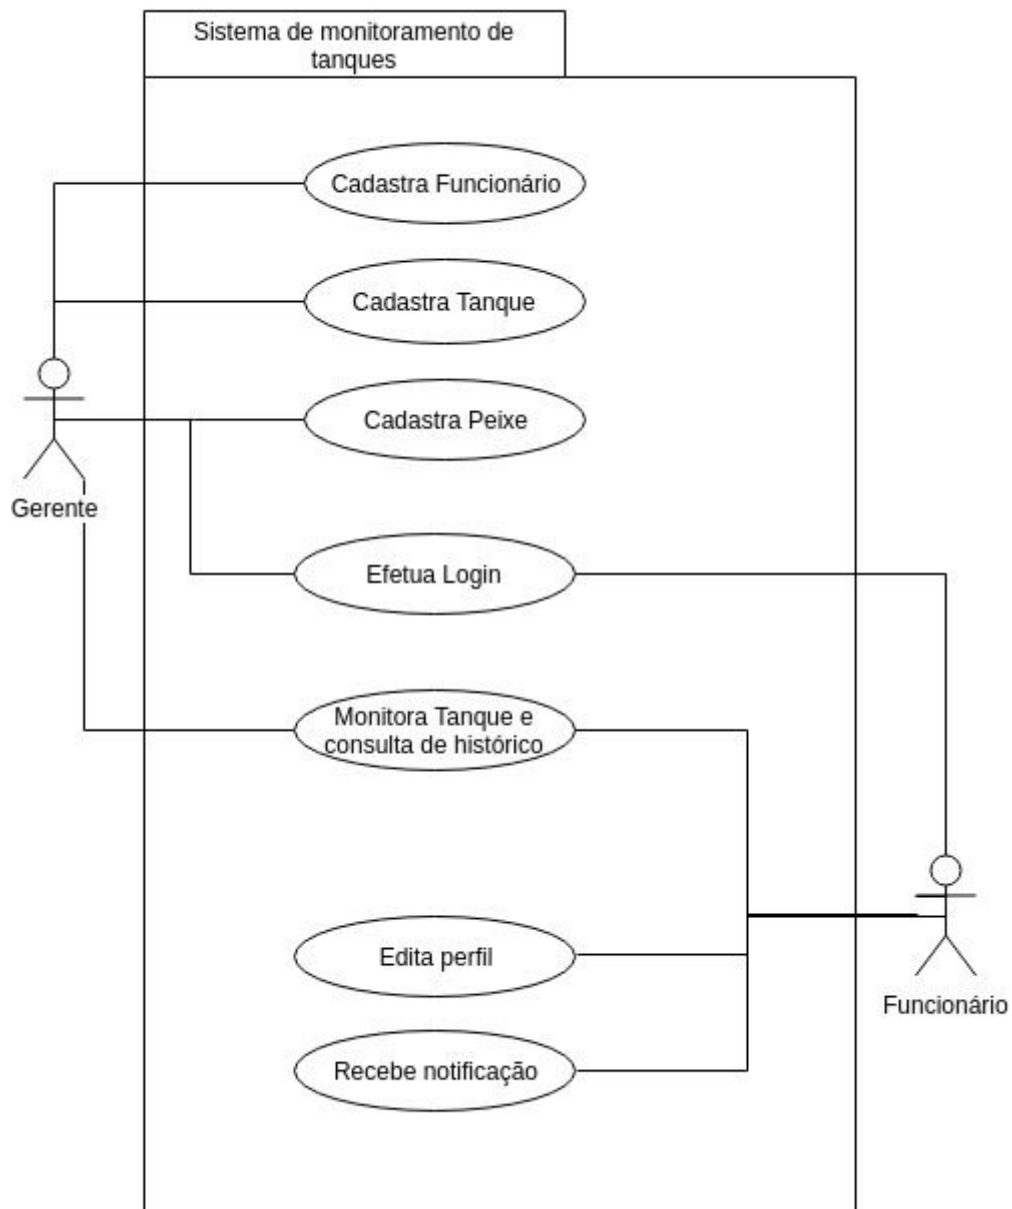 Sistema de monitoramento de
tanques
Cadastra Funcionário
Cadastra Tanque
Cadastra Peixe
Gerente
Efetua Login
Monitora Tanque e
consulta de histórico
Edita perfil
Funcionário
Recebe notificação